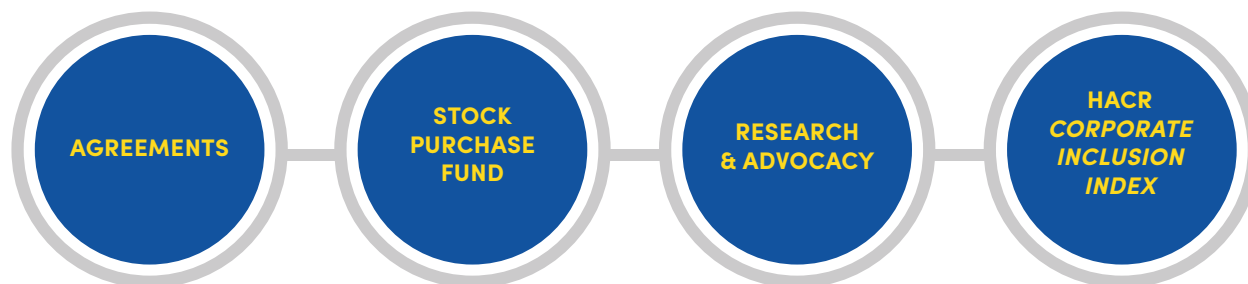 AGREEMENTS
STOCK
PURCHASE
FUND
RESEARCH
& ADVOCACY
HACR
CORPORATE
INCLUSION
INDEX